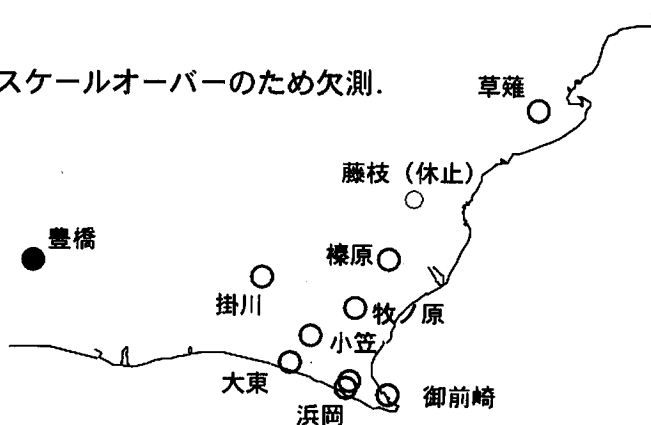 スケールオーバーのため欠測.
草薙
藤枝（休止）
豊橋
榛原
掛川
牧ノ原
小笠
大東
浜岡
御前崎